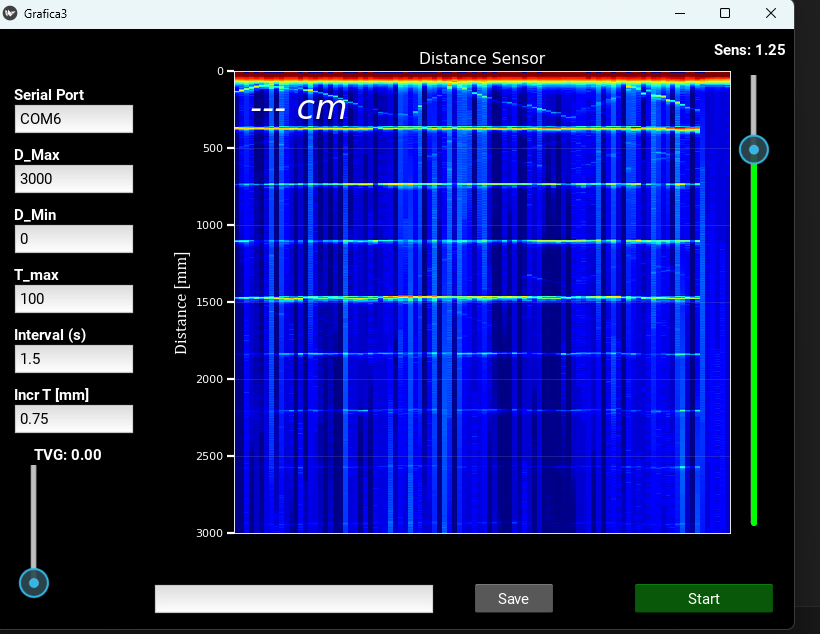 Grafica3
Sens: 1.25
Distance Sensor
Serial Port
COM6
D_Max
3000
D_Min
0
T_max
100
Interval (s)
1.5
Incr T [mm]
0.75
TVG: 0.00
Distance [mm]
0
500
1000
1500
2000
2500
3000
--- cm
Save
Start